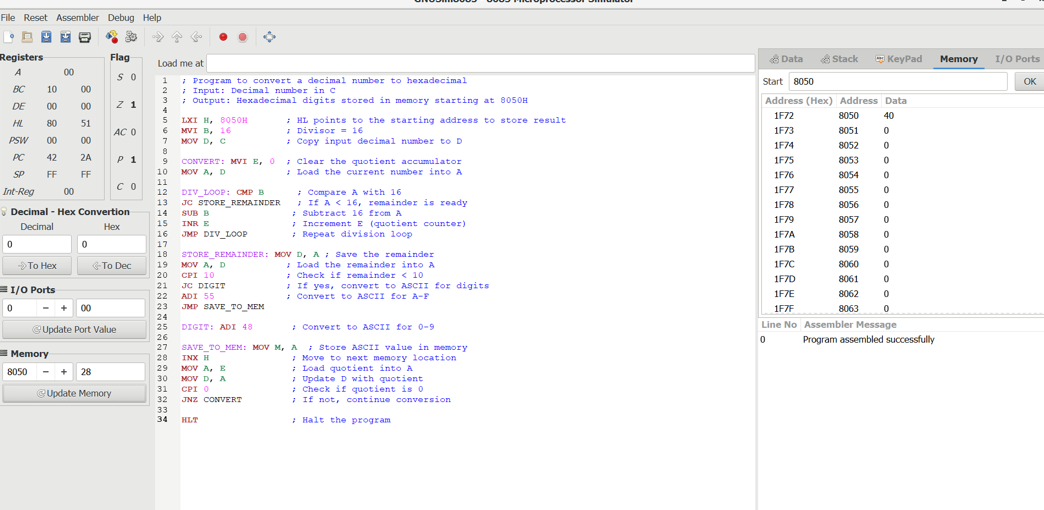 GNUSim8085 - 8085 Microprocessor Simulator
File Reset Assembler Debug Help
Registers
A 00
BC 10 00
DE 00 00
HL 80 51
PSW 00 00
PC 42 2A
SP FF FF
Int-Reg 00
Flag
S 0
Z 1
AC 0
P 1
C 0
Decimal - Hex Convertion
Decimal Hex
0 0
To Hex To Dec
I/O Ports
0 − + 00
Update Port Value
Memory
8050 − + 28
Update Memory
Load me at
1 ; Program to convert a decimal number to hexadecimal
2 ; Input: Decimal number in C
3 ; Output: Hexadecimal digits stored in memory starting at 8050H
4
5 LXI H, 8050H ; HL points to the starting address to store result
6 MVI B, 16 ; Divisor = 16
7 MOV D, C ; Copy input decimal number to D
8
9 CONVERT: MVI E, 0 ; Clear the quotient accumulator
10 MOV A, D ; Load the current number into A
11
12 DIV_LOOP: CMP B ; Compare A with 16
13 JC STORE_REMAINDER ; If A < 16, remainder is ready
14 SUB B ; Subtract 16 from A
15 INR E ; Increment E (quotient counter)
16 JMP DIV_LOOP ; Repeat division loop
17
18 STORE_REMAINDER: MOV D, A ; Save the remainder
19 MOV A, D ; Load the remainder into A
20 CPI 10 ; Check if remainder < 10
21 JC DIGIT ; If yes, convert to ASCII for digits
22 ADI 55 ; Convert to ASCII for A-F
23 JMP SAVE_TO_MEM
24
25 DIGIT: ADI 48 ; Convert to ASCII for 0-9
26
27 SAVE_TO_MEM: MOV M, A ; Store ASCII value in memory
28 INX H ; Move to next memory location
29 MOV A, E ; Load quotient into A
30 MOV D, A ; Update D with quotient
31 CPI 0 ; Check if quotient is 0
32 JNZ CONVERT ; If not, continue conversion
33
34 HLT ; Halt the program
Data Stack KeyPad Memory I/O Ports
Start 8050 OK
Address (Hex) Address Data
1F72 8050 40
1F73 8051 0
1F74 8052 0
1F75 8053 0
1F76 8054 0
1F77 8055 0
1F78 8056 0
1F79 8057 0
1F7A 8058 0
1F7B 8059 0
1F7C 8060 0
1F7D 8061 0
1F7E 8062 0
1F7F 8063 0
Line No Assembler Message
0 Program assembled successfully